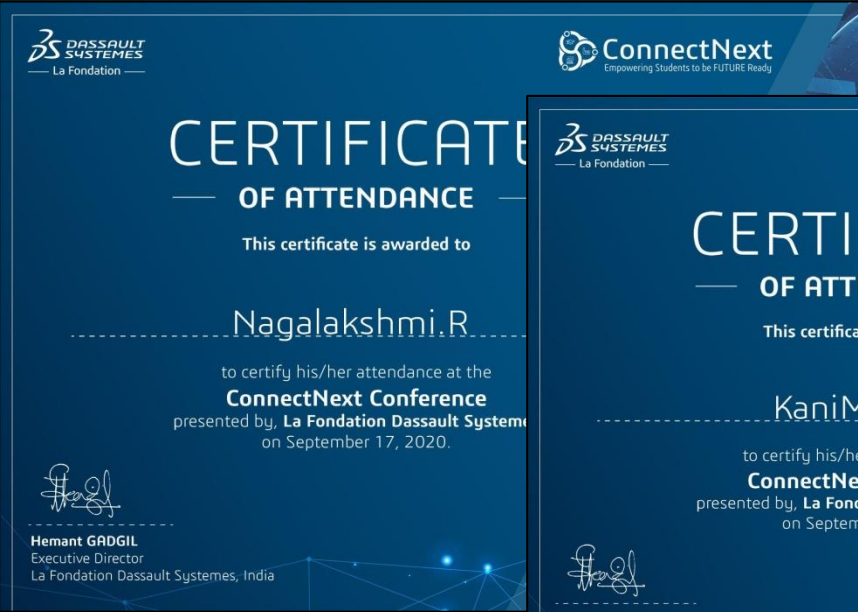 DASSAULT
SYSTEMES
La Fondation
ConnectNext
Empowering Students to be FUTURE Ready
CERTIFICATE
OF ATTENDANCE
This certificate is awarded to
Nagalakshmi.R
to certify his/her attendance at the
ConnectNext Conference
presented by, La Fondation Dassault Systeme
on September 17, 2020.
Hemant GADGIL
Executive Director
La Fondation Dassault Systemes, India
DASSAULT
SYSTEMES
La Fondation
CERTI
OF ATT
This certifica
KaniM
to certify his/he
ConnectNe
presented by, La Fond
on Septem